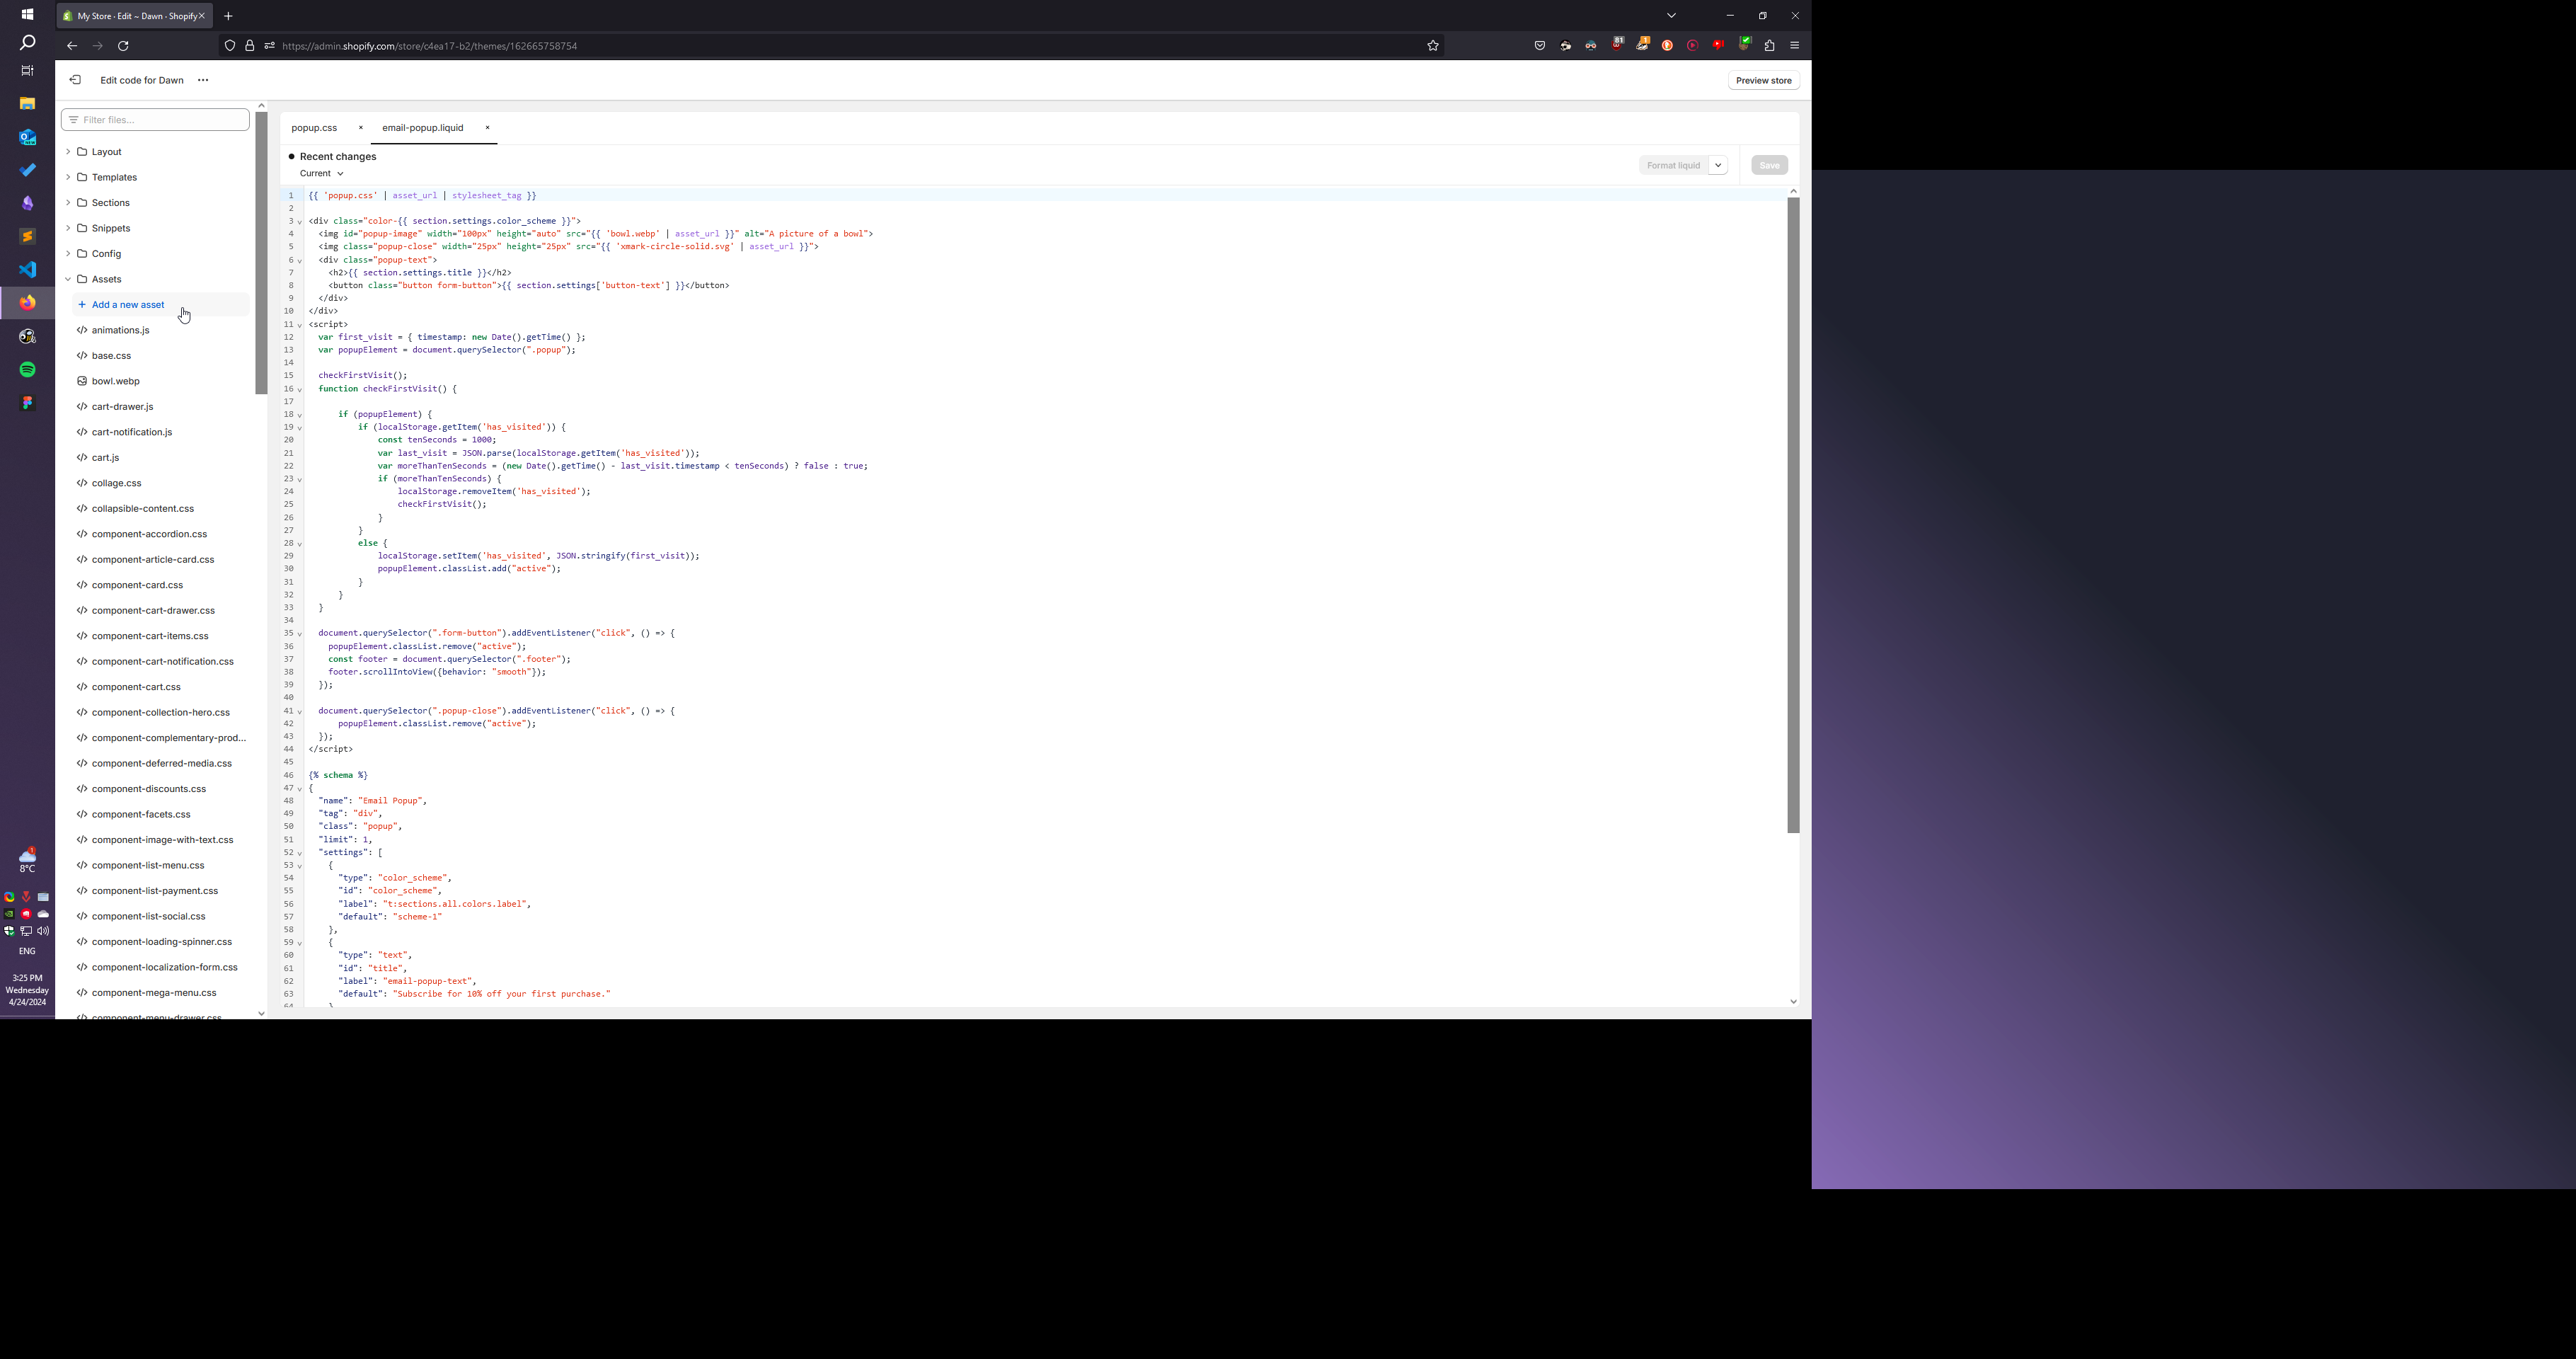 My Store · Edit ~ Dawn · Shopify
https://admin.shopify.com/store/c4ea17-b2/themes/162665758754
81
1
Edit code for Dawn
Preview store
Filter files...
Layout
Templates
Sections
Snippets
Config
Assets
Add a new asset
animations.js
base.css
bowl.webp
cart-drawer.js
cart-notification.js
cart.js
collage.css
collapsible-content.css
component-accordion.css
component-article-card.css
component-card.css
component-cart-drawer.css
component-cart-items.css
component-cart-notification.css
component-cart.css
component-collection-hero.css
component-complementary-prod...
component-deferred-media.css
component-discounts.css
component-facets.css
component-image-with-text.css
component-list-menu.css
component-list-payment.css
component-list-social.css
component-loading-spinner.css
component-localization-form.css
component-mega-menu.css
component-menu-drawer.css
popup.css
email-popup.liquid
Recent changes
Current
Format liquid
Save
1 {{ 'popup.css' | asset_url | stylesheet_tag }}
2
3 <div class="color-{{ section.settings.color_scheme }}">
4 <img id="popup-image" width="100px" height="auto" src="{{ 'bowl.webp' | asset_url }}" alt="A picture of a bowl">
5 <img class="popup-close" width="25px" height="25px" src="{{ 'xmark-circle-solid.svg' | asset_url }}">
6 <div class="popup-text">
7 <h2>{{ section.settings.title }}</h2>
8 <button class="button form-button">{{ section.settings['button-text'] }}</button>
9 </div>
10 </div>
11 <script>
12 var first_visit = { timestamp: new Date().getTime() };
13 var popupElement = document.querySelector(".popup");
14
15 checkFirstVisit();
16 function checkFirstVisit() {
17
18 if (popupElement) {
19 if (localStorage.getItem('has_visited')) {
20 const tenSeconds = 1000;
21 var last_visit = JSON.parse(localStorage.getItem('has_visited'));
22 var moreThanTenSeconds = (new Date().getTime() - last_visit.timestamp < tenSeconds) ? false : true;
23 if (moreThanTenSeconds) {
24 localStorage.removeItem('has_visited');
25 checkFirstVisit();
26 }
27 }
28 else {
29 localStorage.setItem('has_visited', JSON.stringify(first_visit));
30 popupElement.classList.add("active");
31 }
32 }
33 }
34
35 document.querySelector(".form-button").addEventListener("click", () => {
36 popupElement.classList.remove("active");
37 const footer = document.querySelector(".footer");
38 footer.scrollIntoView({behavior: "smooth"});
39 });
40
41 document.querySelector(".popup-close").addEventListener("click", () => {
42 popupElement.classList.remove("active");
43 });
44 </script>
45
46 {% schema %}
47 {
48 "name": "Email Popup",
49 "tag": "div",
50 "class": "popup",
51 "limit": 1,
52 "settings": [
53 {
54 "type": "color_scheme",
55 "id": "color_scheme",
56 "label": "t:sections.all.colors.label",
57 "default": "scheme-1"
58 },
59 {
60 "type": "text",
61 "id": "title",
62 "label": "email-popup-text",
63 "default": "Subscribe for 10% off your first purchase."
64 }
1
8°C
ENG
3:25 PM
Wednesday
4/24/2024